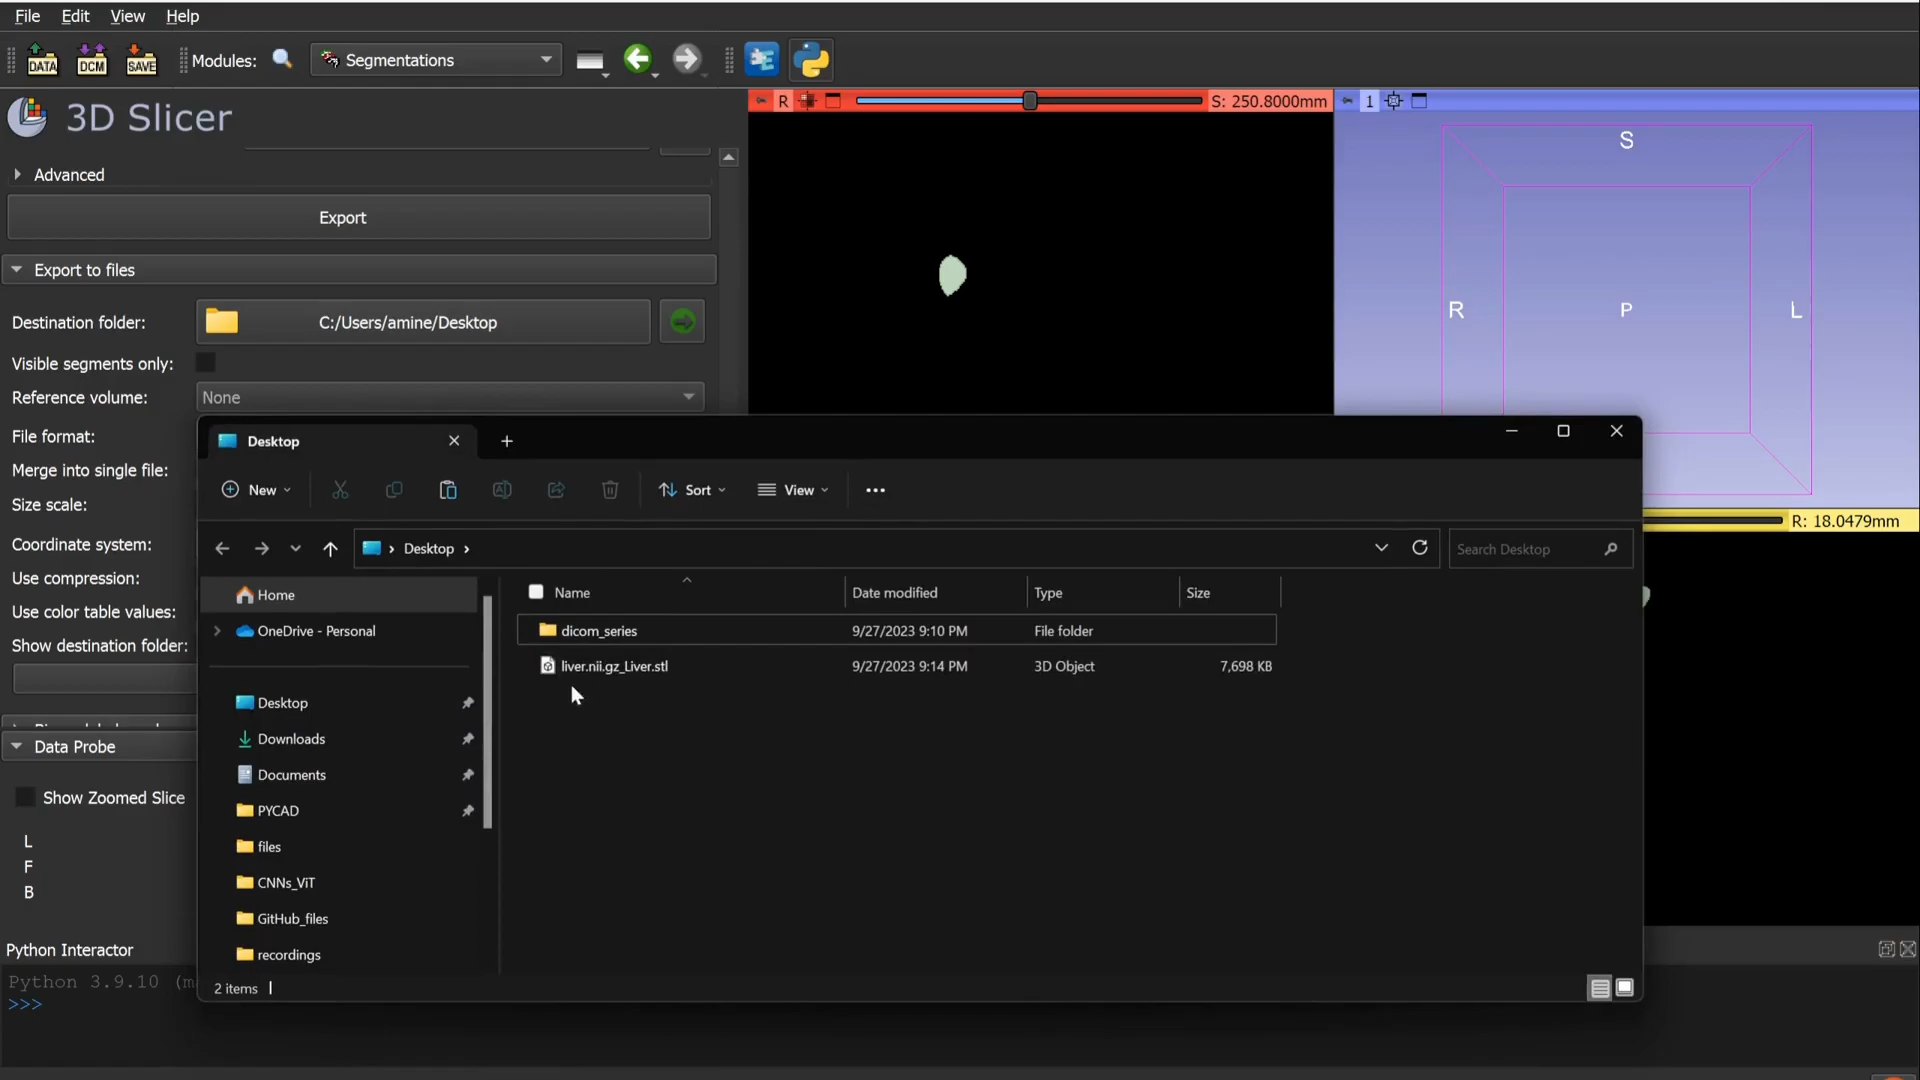 File Edit View Help
DATA DCM SAVE Modules: Segmentations
R S: 250.8000mm 1
3D Slicer
Advanced
Export
Export to files
Destination folder: C:/Users/amine/Desktop
Visible segments only:
Reference volume: None
File format:
Merge into single file:
Size scale:
Coordinate system:
Use compression:
Use color table values:
Show destination folder:
Data Probe
Show Zoomed Slice
L
F
B
Python Interactor
Python 3.9.10 (m
>>>
S
R P L
R: 18.0479mm
Desktop
New Sort View
Desktop
Search Desktop
Home
OneDrive - Personal
Desktop
Downloads
Documents
PYCAD
files
CNNs_ViT
GitHub_files
recordings
Name Date modified Type Size
dicom_series 9/27/2023 9:10 PM File folder
liver.nii.gz_Liver.stl 9/27/2023 9:14 PM 3D Object 7,698 KB
2 items